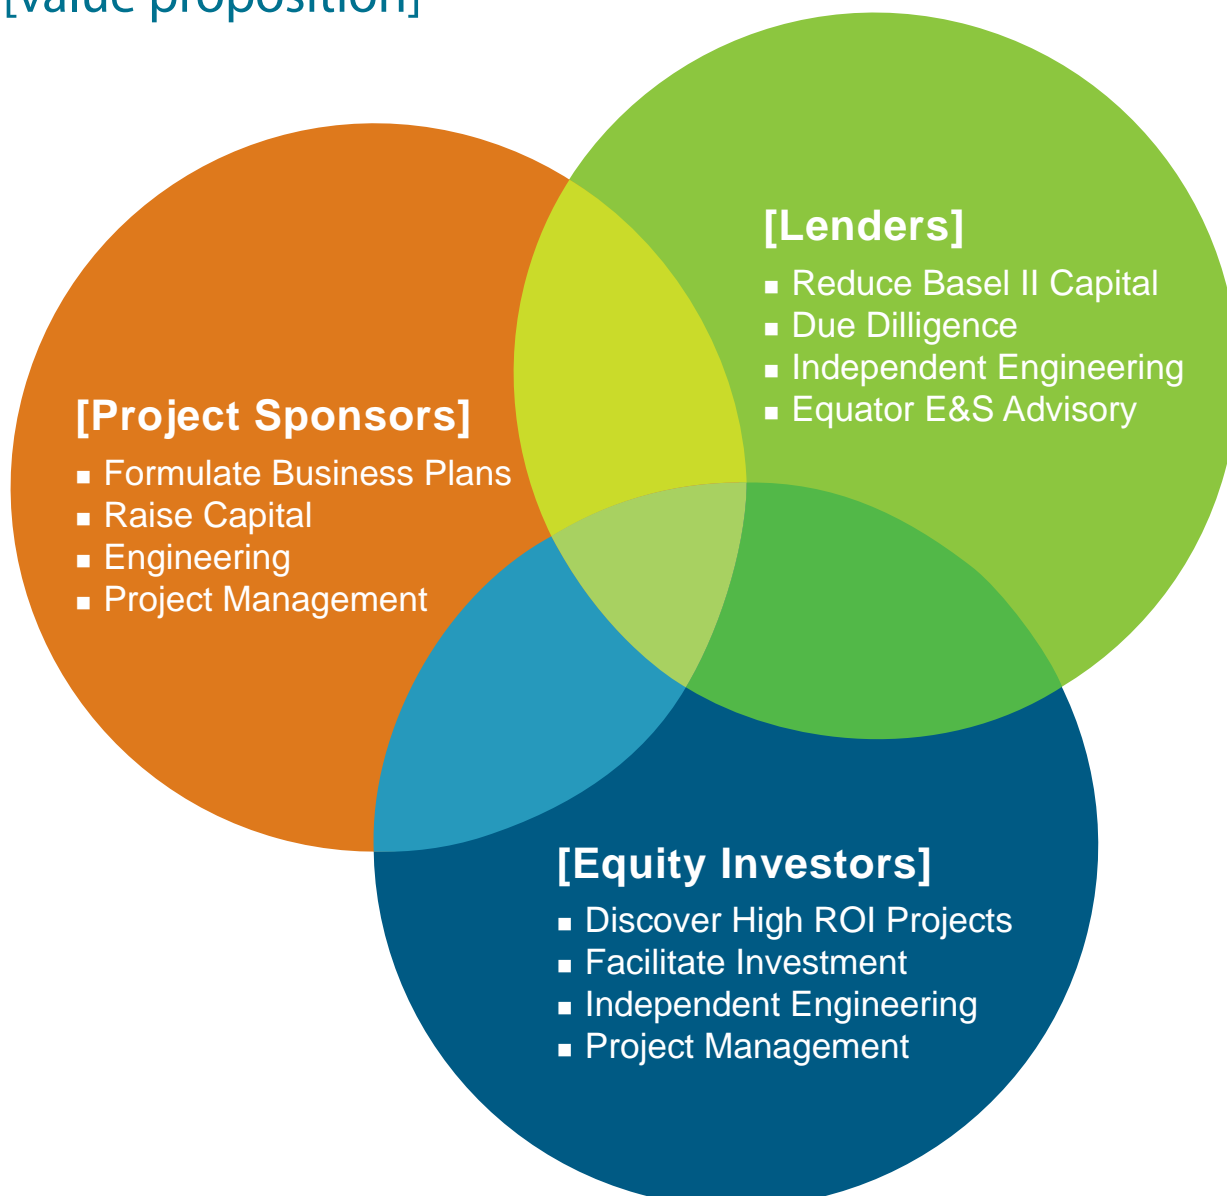 [value proposition]
[Lenders]
▪ Reduce Basel II Capital
▪ Due Dilligence
▪ Independent Engineering
▪ Equator E&S Advisory
[Project Sponsors]
▪ Formulate Business Plans
▪ Raise Capital
▪ Engineering
▪ Project Management
[Equity Investors]
▪ Discover High ROI Projects
▪ Facilitate Investment
▪ Independent Engineering
▪ Project Management